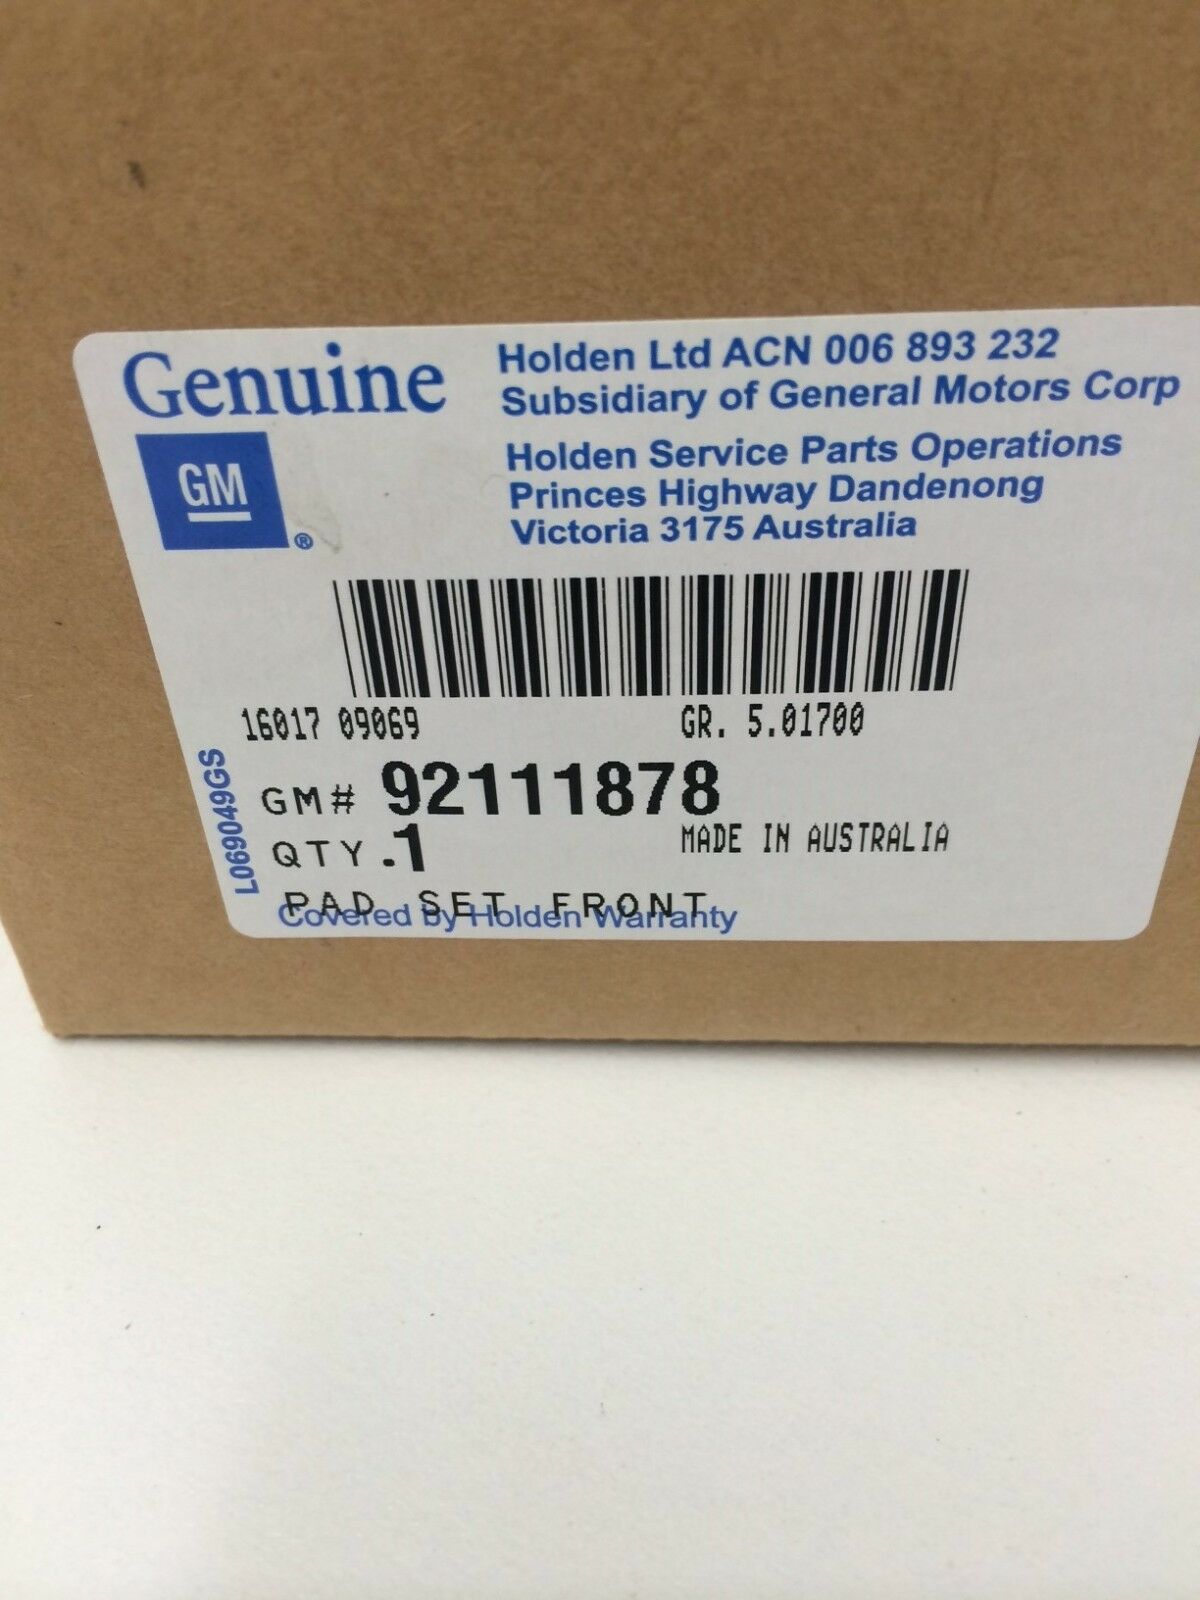 Genuine
GM
®
Holden Ltd ACN 006 893 232
Subsidiary of General Motors Corp
Holden Service Parts Operations
Princes Highway Dandenong
Victoria 3175 Australia
16017 09069
GR. 5.01700
L069049GS
GM# 92111878
QTY.1
MADE IN AUSTRALIA
PAD SET FRONT
Covered by Holden Warranty